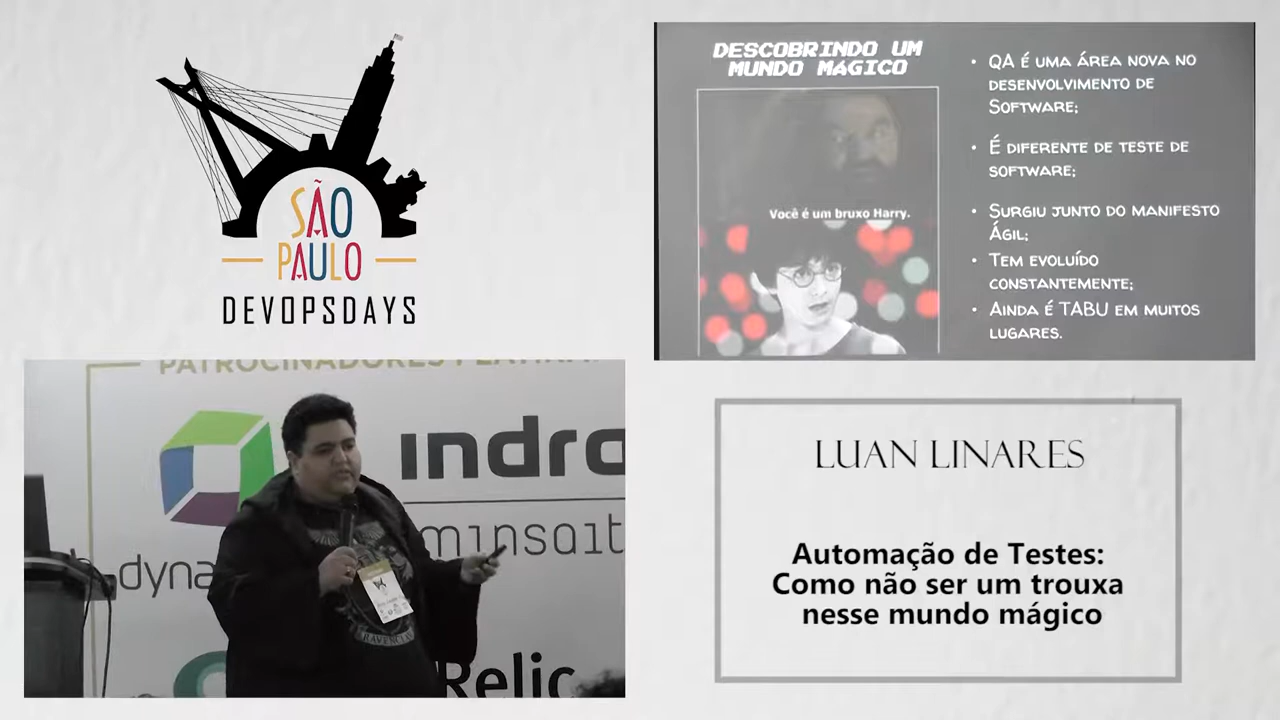 SÃO
PAULO
DEVOPSDAYS
DESCOBRINDO UM
MUNDO MÁGICO
Você é um bruxo Harry.
• QA É UMA ÁREA NOVA NO
DESENVOLVIMENTO DE
SOFTWARE;
• É DIFERENTE DE TESTE DE
SOFTWARE;
• SURGIU JUNTO DO MANIFESTO
ÁGIL;
• TEM EVOLUÍDO
CONSTANTEMENTE;
• AINDA É TABU EM MUITOS
LUGARES.
PATROCINADORES
indra
minsait
dyna
Relic
RAVENCLAW
LUAN LINARES
Automação de Testes:
Como não ser um trouxa
nesse mundo mágico